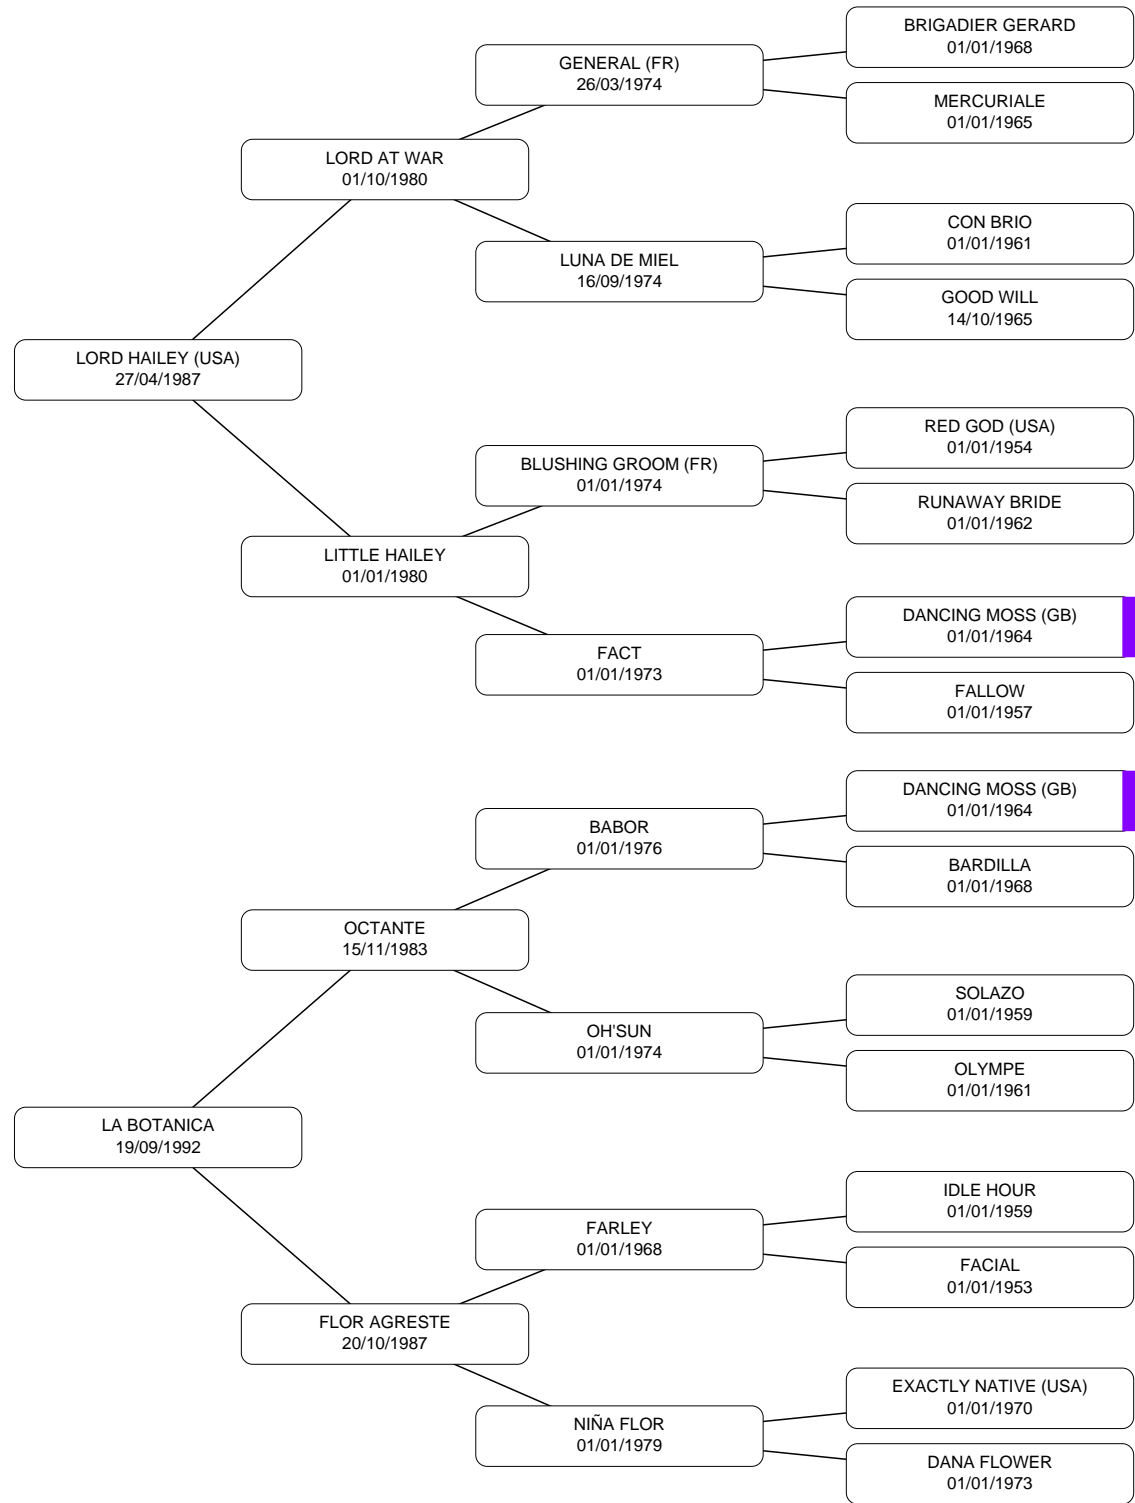 BRIGADIER GERARD
01/01/1968
GENERAL (FR)
26/03/1974
MERCURIALE
01/01/1965
LORD AT WAR
01/10/1980
CON BRIO
01/01/1961
LUNA DE MIEL
16/09/1974
GOOD WILL
14/10/1965
LORD HAILEY (USA)
27/04/1987
RED GOD (USA)
01/01/1954
BLUSHING GROOM (FR)
01/01/1974
RUNAWAY BRIDE
01/01/1962
LITTLE HAILEY
01/01/1980
DANCING MOSS (GB)
01/01/1964
FACT
01/01/1973
FALLOW
01/01/1957
DANCING MOSS (GB)
01/01/1964
BABOR
01/01/1976
BARDILLA
01/01/1968
OCTANTE
15/11/1983
SOLAZO
01/01/1959
OH'SUN
01/01/1974
OLYMPE
01/01/1961
LA BOTANICA
19/09/1992
IDLE HOUR
01/01/1959
FARLEY
01/01/1968
FACIAL
01/01/1953
FLOR AGRESTE
20/10/1987
EXACTLY NATIVE (USA)
01/01/1970
NIÑA FLOR
01/01/1979
DANA FLOWER
01/01/1973